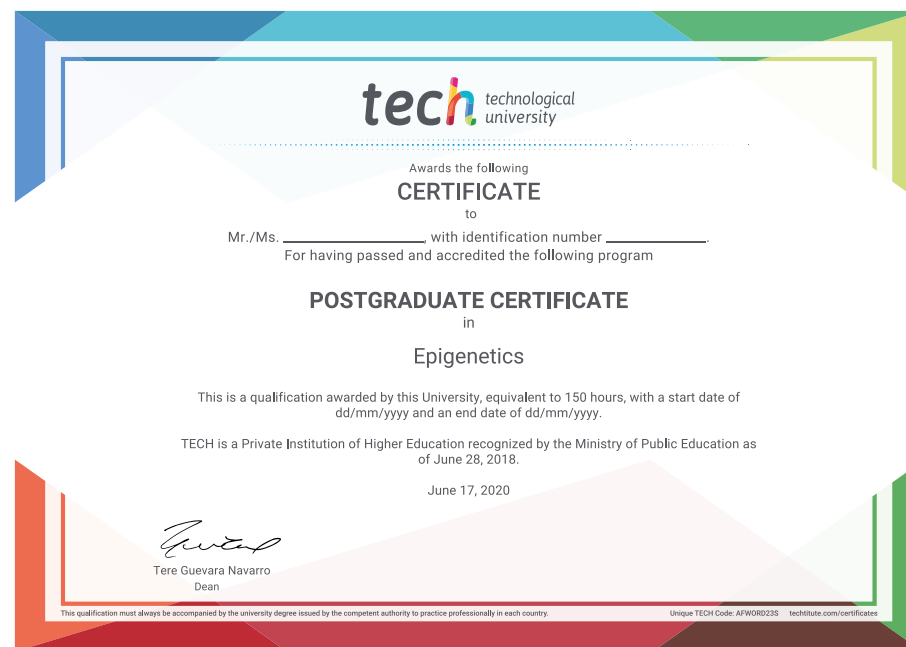 tech technological
university
Awards the following
CERTIFICATE
to
Mr./Ms. ____________________, with identification number ______________.
For having passed and accredited the following program
POSTGRADUATE CERTIFICATE
in
Epigenetics
This is a qualification awarded by this University, equivalent to 150 hours, with a start date of
dd/mm/yyyy and an end date of dd/mm/yyyy.
TECH is a Private Institution of Higher Education recognized by the Ministry of Public Education as
of June 28, 2018.
June 17, 2020
Tere Guevara Navarro
Dean
This qualification must always be accompanied by the university degree issued by the competent authority to practice professionally in each country. Unique TECH Code: AFWORD23S techtitute.com/certificates